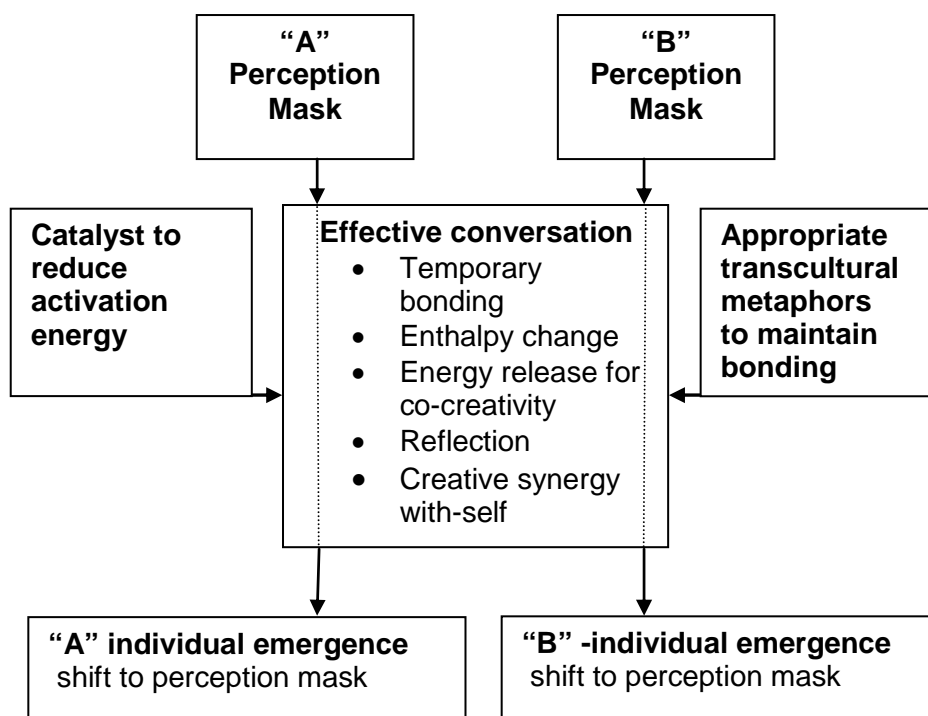 “A”
Perception
Mask
“B”
Perception
Mask
Catalyst to
reduce
activation
energy
Effective conversation
• Temporary
bonding
• Enthalpy change
• Energy release for
co-creativity
• Reflection
• Creative synergy
with-self
Appropriate
transcultural
metaphors
to maintain
bonding
“A” individual emergence
shift to perception mask
“B” -individual emergence
shift to perception mask